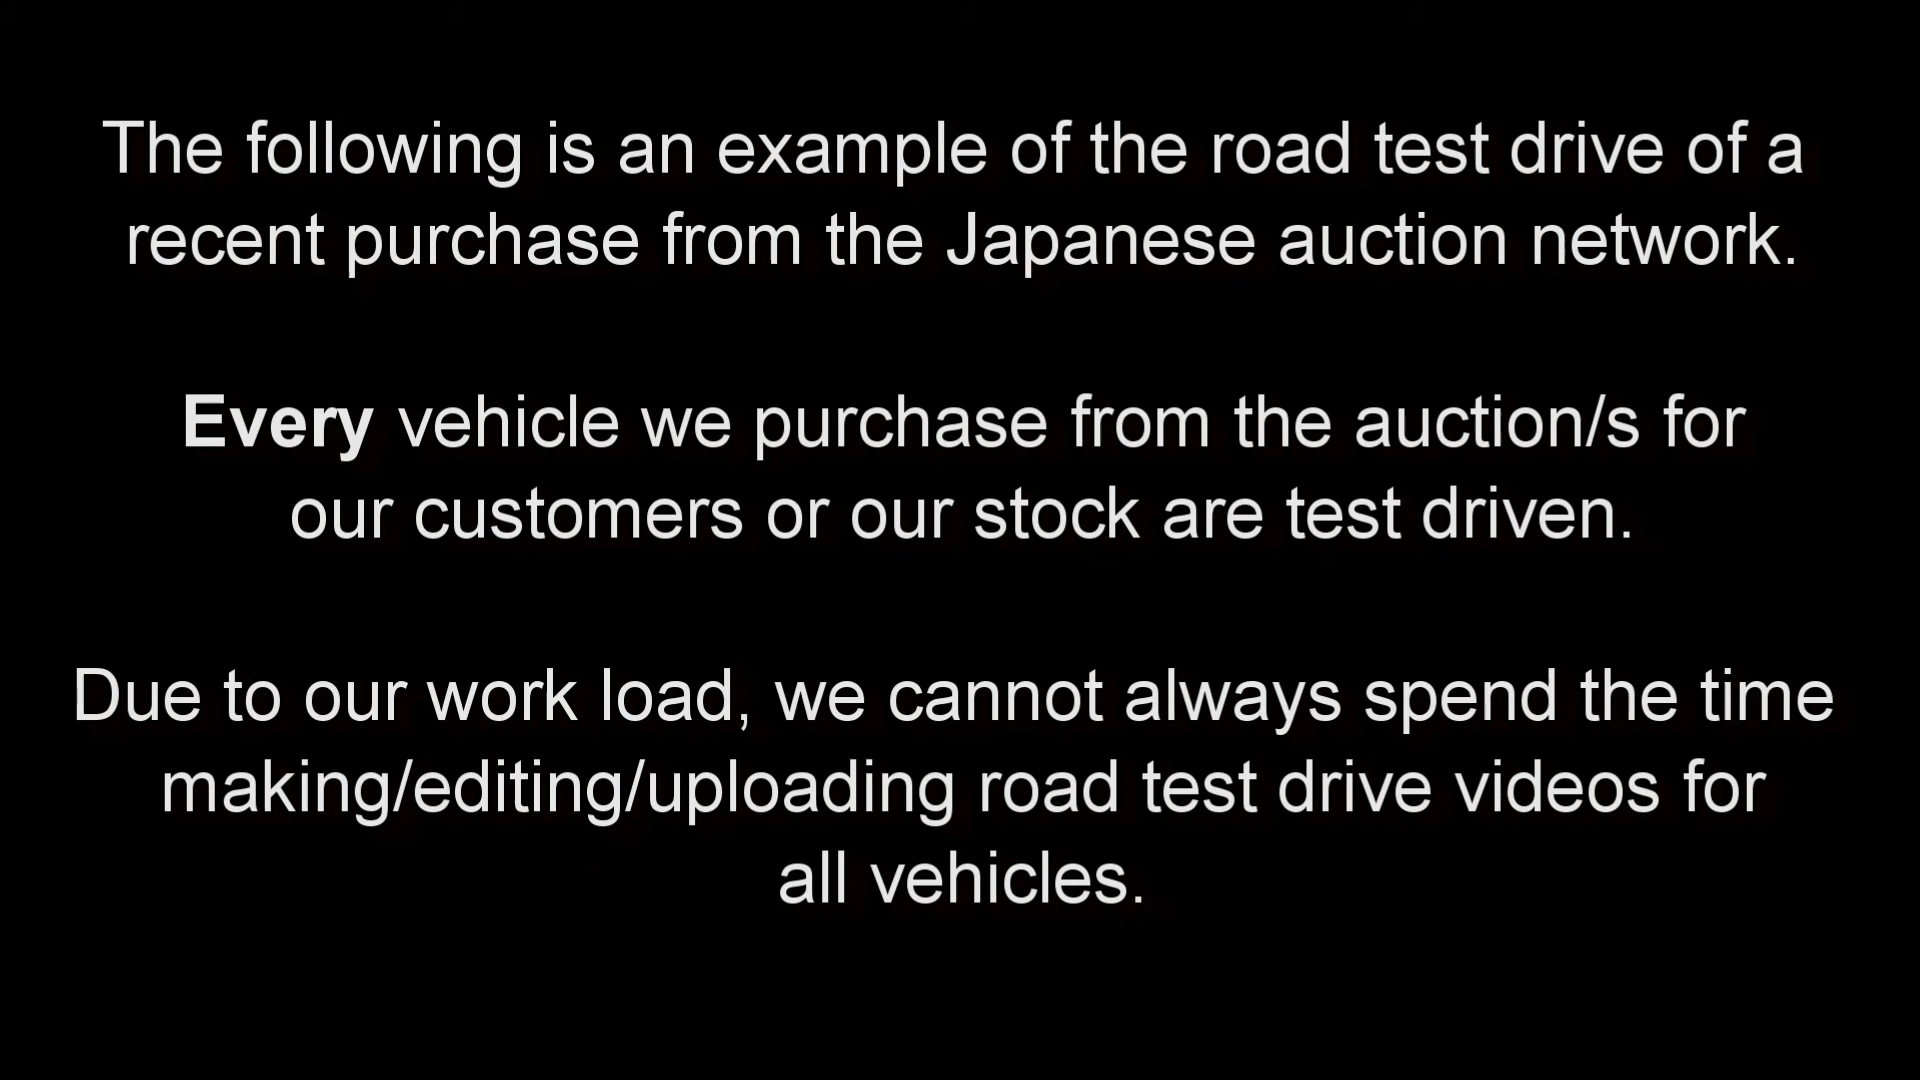 The following is an example of the road test drive of a
recent purchase from the Japanese auction network.
Every vehicle we purchase from the auction/s for
our customers or our stock are test driven.
Due to our work load, we cannot always spend the time
making/editing/uploading road test drive videos for
all vehicles.